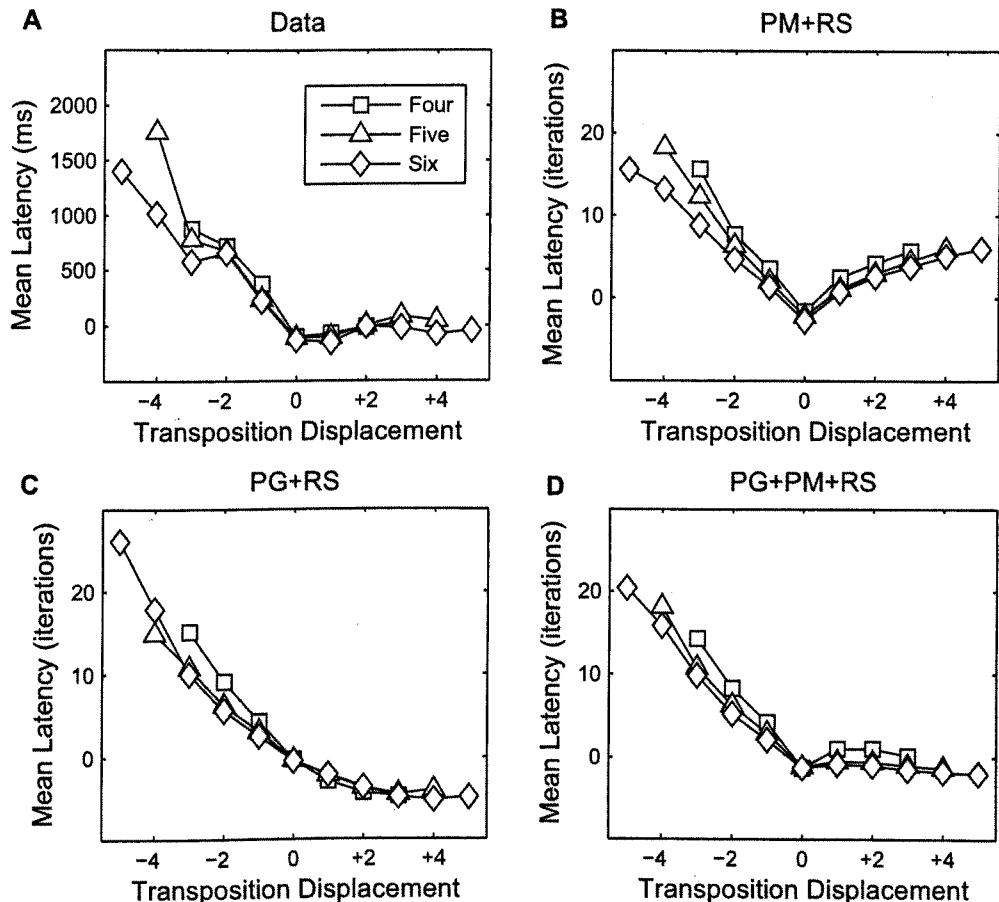 A
Data
Mean Latency (ms)
2000
1500
1000
500
0
Four
Five
Six
−4
−2
0
+2
+4
Transposition Displacement
B
PM+RS
Mean Latency (iterations)
20
10
0
−4
−2
0
+2
+4
Transposition Displacement
C
PG+RS
Mean Latency (iterations)
20
10
0
−4
−2
0
+2
+4
Transposition Displacement
D
PG+PM+RS
Mean Latency (iterations)
20
10
0
−4
−2
0
+2
+4
Transposition Displacement